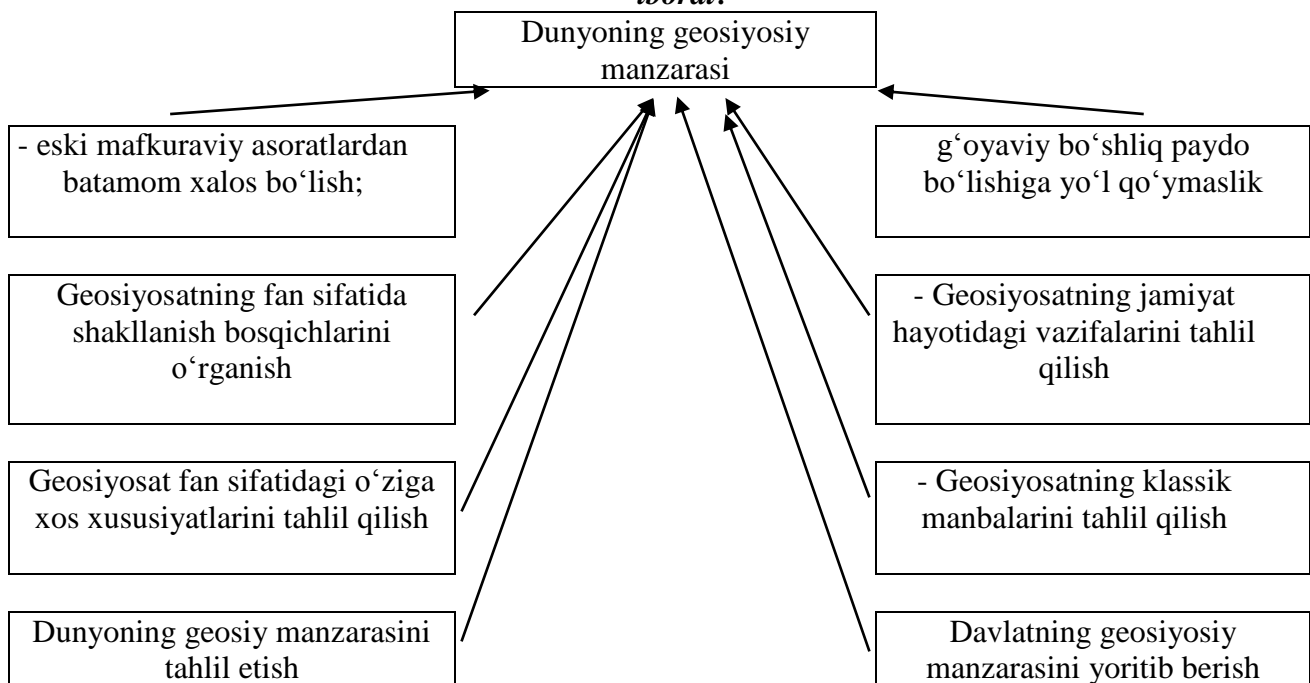 iborat:
Dunyoning geosiyosiy
manzarasi
- eski mafkuraviy asoratlardan
batamom xalos bo‘lish;
g‘oyaviy bo‘shliq paydo
bo‘lishiga yo‘l qo‘ymaslik
Geosiyosatning fan sifatida
shakllanish bosqichlarini
o‘rganish
- Geosiyosatning jamiyat
hayotidagi vazifalarini tahlil
qilish
Geosiyosat fan sifatidagi o‘ziga
xos xususiyatlarini tahlil qilish
- Geosiyosatning klassik
manbalarini tahlil qilish
Dunyoning geosiy manzarasini
tahlil etish
Davlatning geosiyosiy
manzarasini yoritib berish